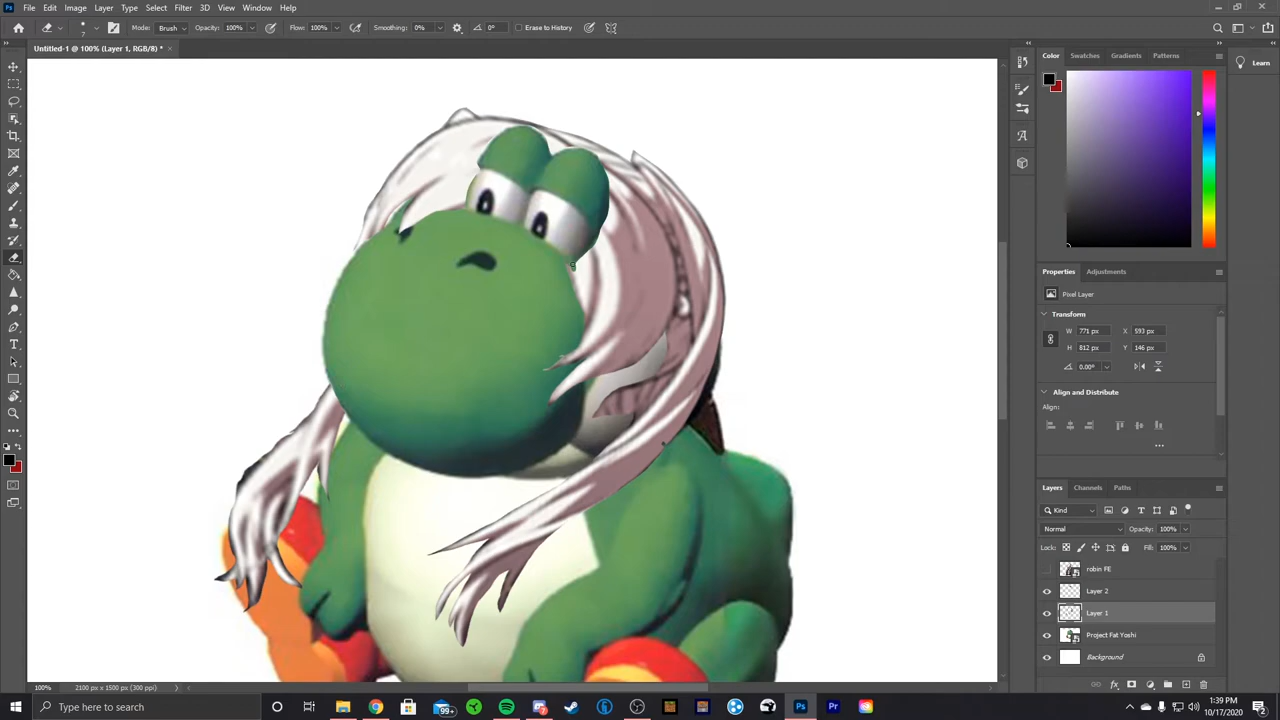 File Edit Image Layer Type Select Filter 3D View Window Help
7 Mode: Brush Opacity: 100% Flow: 100% Smoothing: 0% 0° Erase to History
Untitled-1 @ 100% (Layer 1, RGB/8) *
Color Swatches Gradients Patterns
Learn
Properties Adjustments
Pixel Layer
Transform
W 771 px X 593 px
H 812 px Y 146 px
0.00°
Align and Distribute
Align:
Layers Channels Paths
Kind
Normal Opacity: 100%
Lock: Fill: 100%
robin FE
Layer 2
Layer 1
Project Fat Yoshi
Background
100% 2100 px x 1500 px (300 ppi)
Type here to search
99+
1:39 PM
10/17/2020